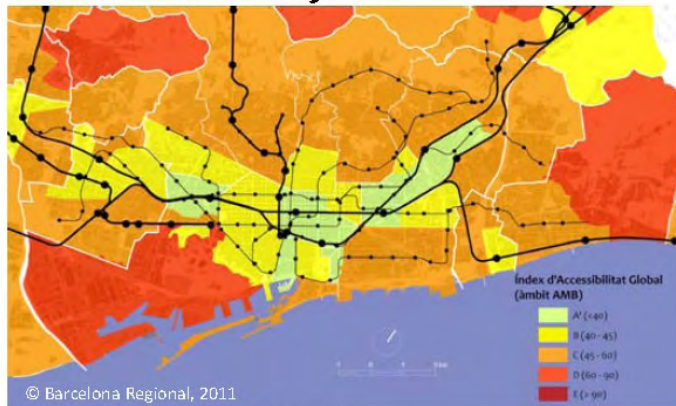 Índex d'Accessibilitat Global
(àmbit AMB)
A' (<40)
B (40 - 45)
C (45 - 60)
D (60 - 90)
E (> 90)
© Barcelona Regional, 2011